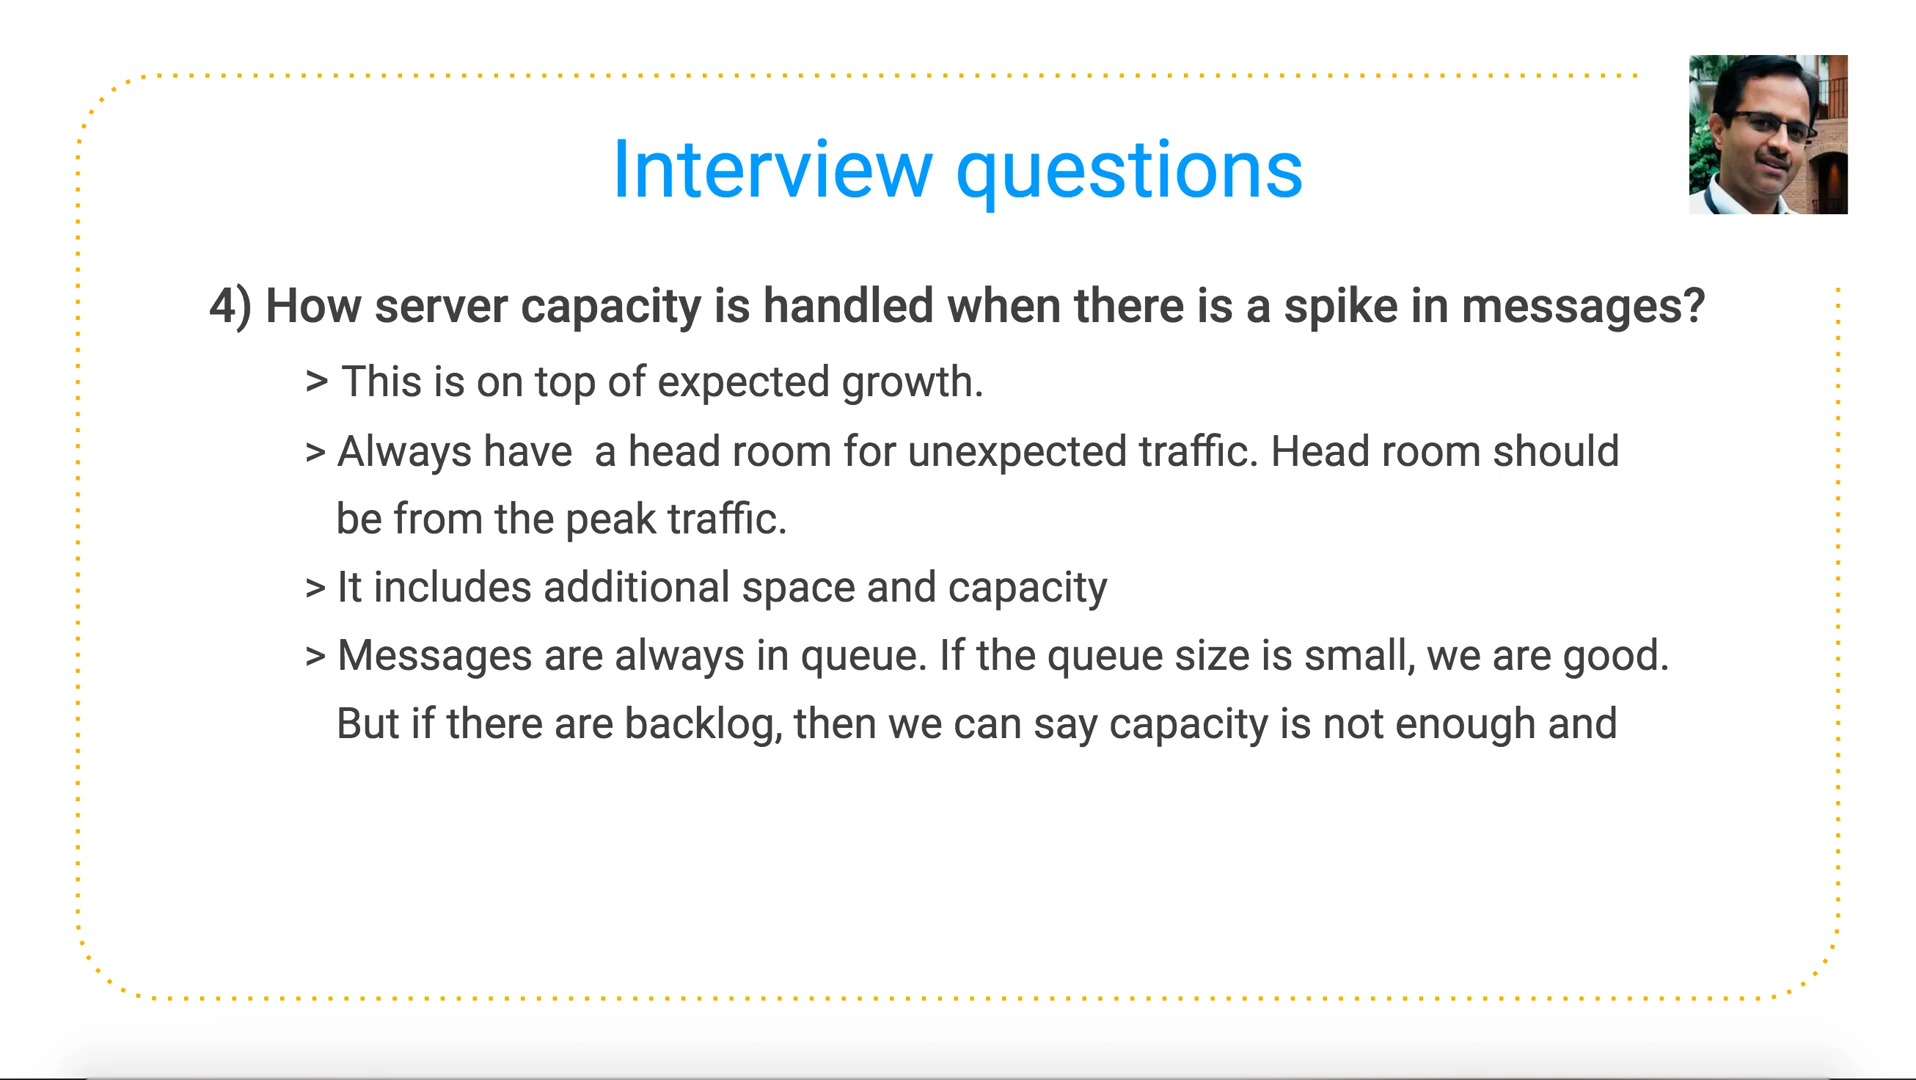 Interview questions
4) How server capacity is handled when there is a spike in messages?
> This is on top of expected growth.
> Always have  a head room for unexpected traffic. Head room should
be from the peak traffic.
> It includes additional space and capacity
> Messages are always in queue. If the queue size is small, we are good.
But if there are backlog, then we can say capacity is not enough and